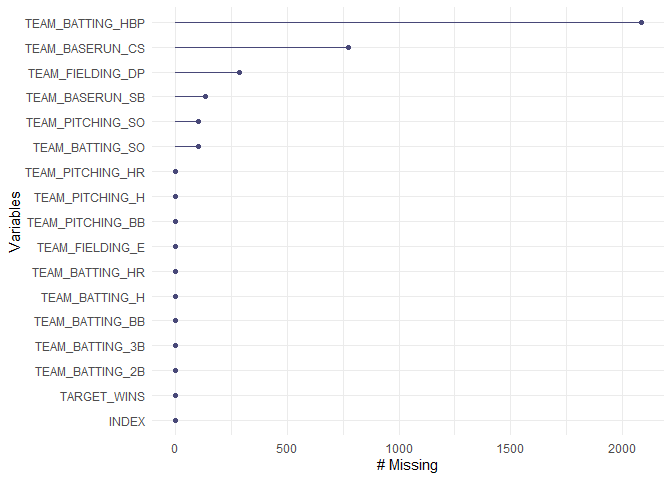 TEAM_BATTING_HBP
TEAM_BASERUN_CS
TEAM_FIELDING_DP
TEAM_BASERUN_SB
TEAM_PITCHING_SO
TEAM_BATTING_SO
TEAM_PITCHING_HR
TEAM_PITCHING_H
TEAM_PITCHING_BB
TEAM_FIELDING_E
TEAM_BATTING_HR
TEAM_BATTING_H
TEAM_BATTING_BB
TEAM_BATTING_3B
TEAM_BATTING_2B
TARGET_WINS
INDEX
Variables
0 500 1000 1500 2000
# Missing